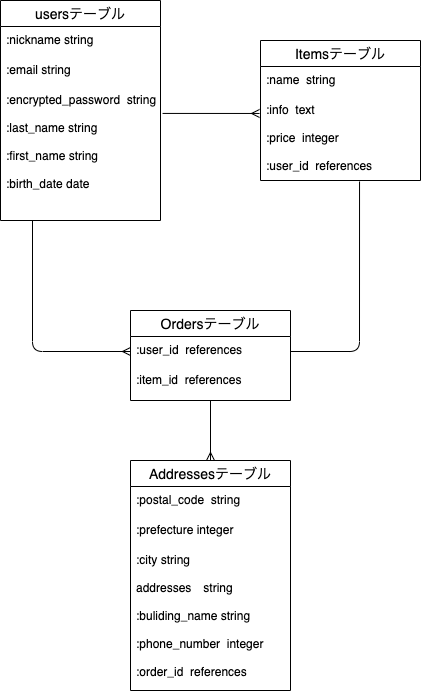 usersテーブル
:nickname string
:email string
:encrypted_password string
:last_name string
:first_name string
:birth_date date
Itemsテーブル
:name string
:info text
:price integer
:user_id references
Ordersテーブル
:user_id references
:item_id references
Addressesテーブル
:postal_code string
:prefecture integer
:city string
addresses string
:buliding_name string
:phone_number integer
:order_id references